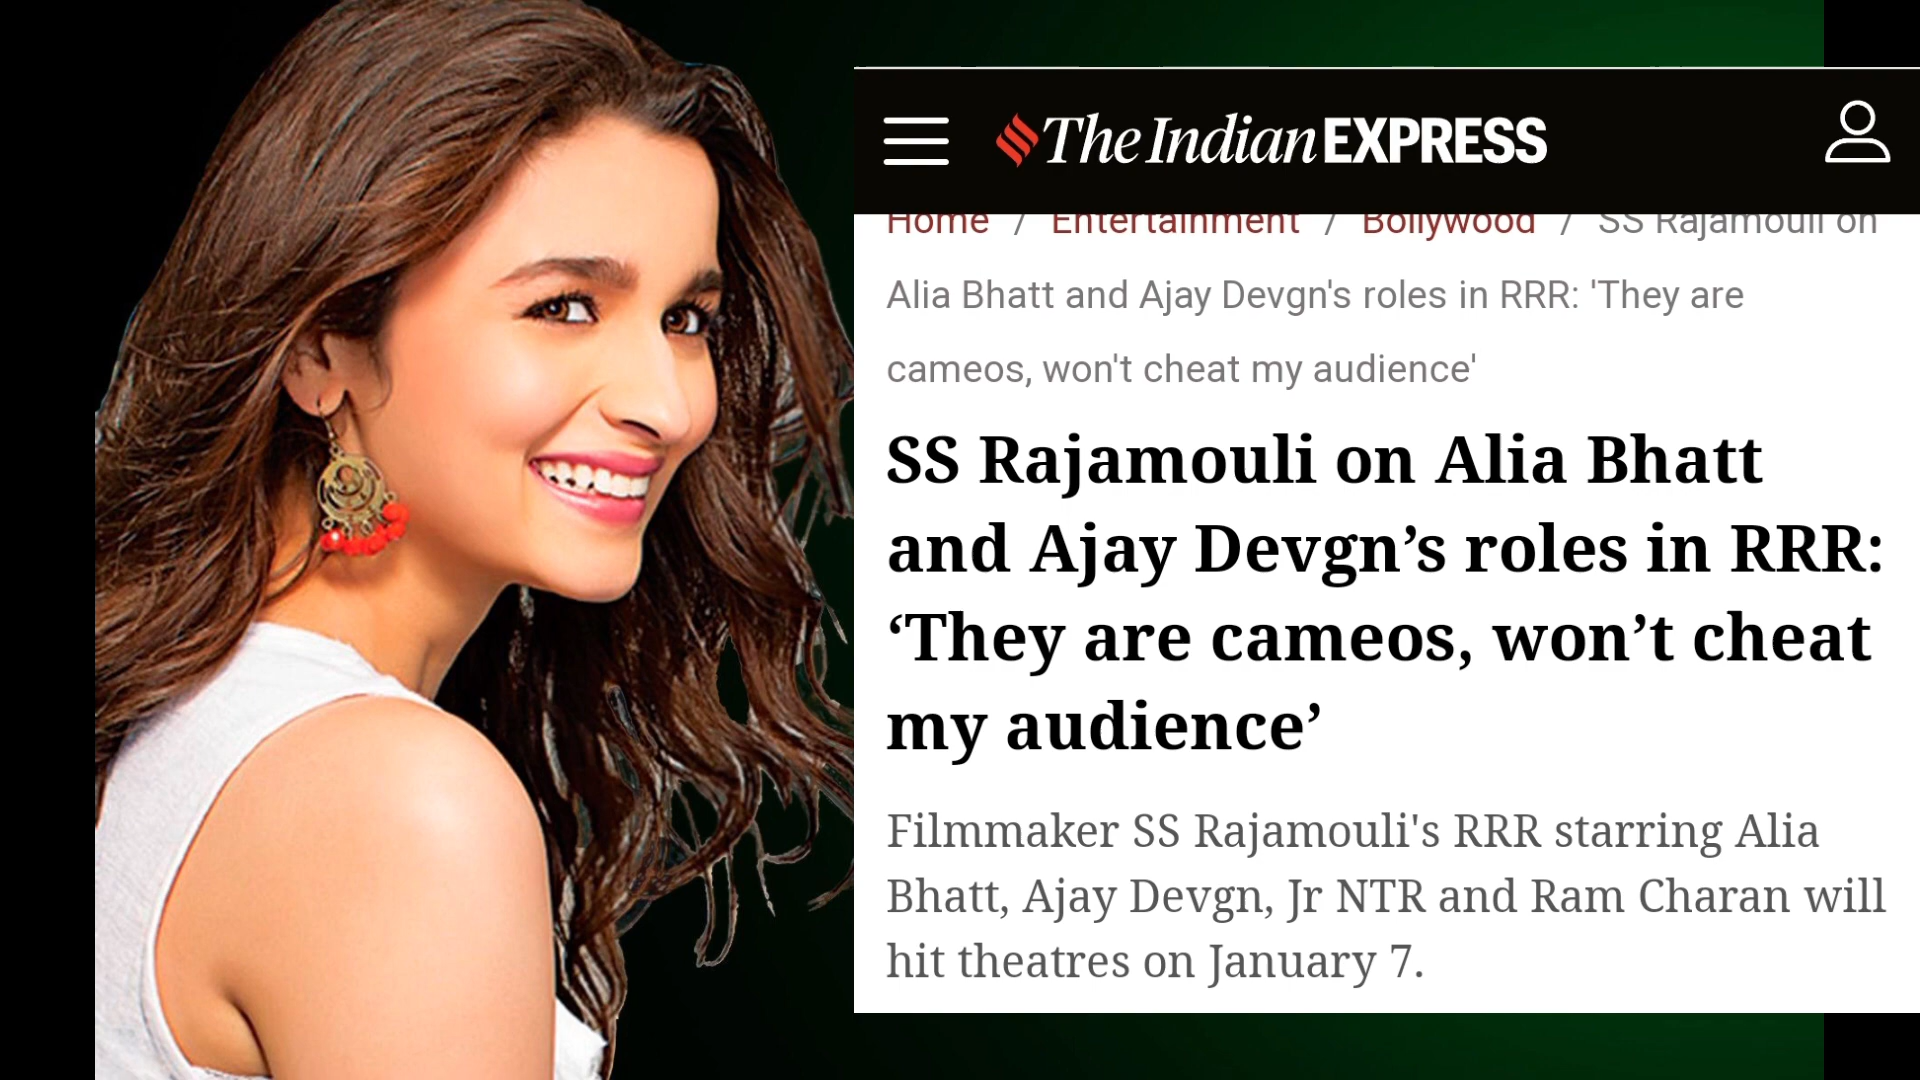 The Indian EXPRESS
Home / Entertainment / Bollywood / SS Rajamouli on
Alia Bhatt and Ajay Devgn's roles in RRR: 'They are
cameos, won't cheat my audience'
SS Rajamouli on Alia Bhatt
and Ajay Devgn’s roles in RRR:
‘They are cameos, won’t cheat
my audience’
Filmmaker SS Rajamouli's RRR starring Alia
Bhatt, Ajay Devgn, Jr NTR and Ram Charan will
hit theatres on January 7.